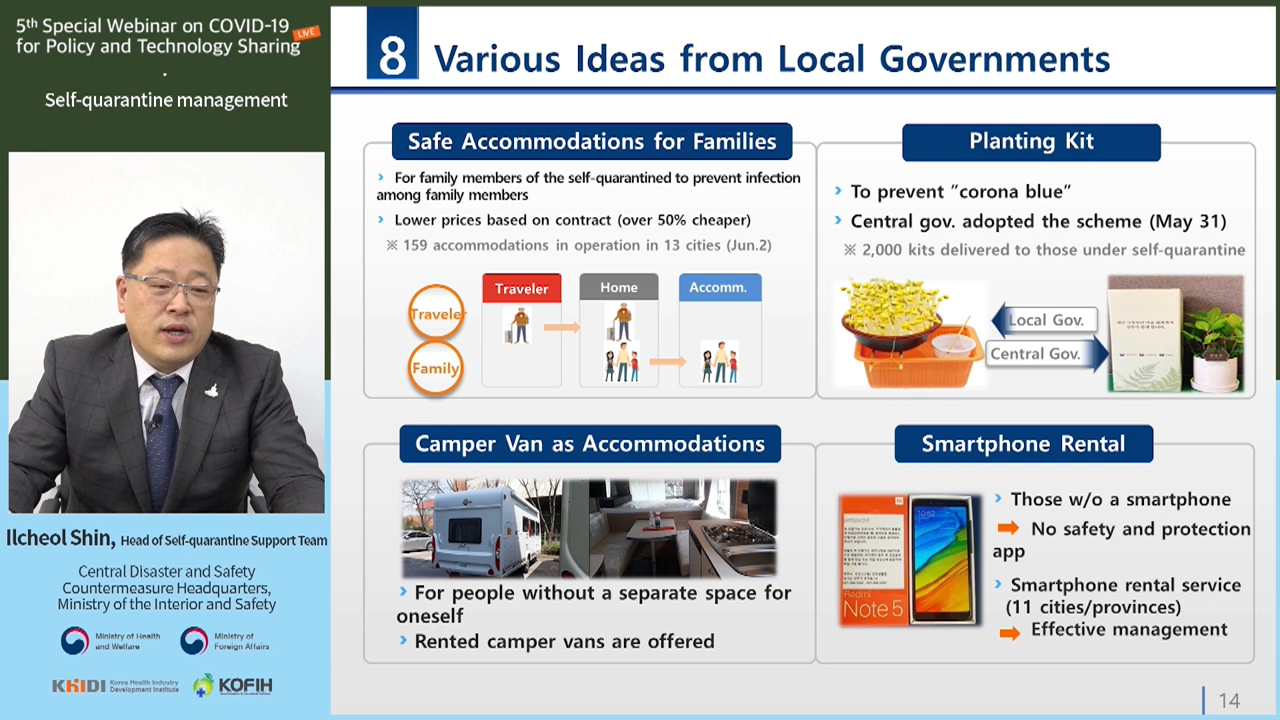 5th Special Webinar on COVID-19
for Policy and Technology Sharing
LIVE
Self-quarantine management
Ilcheol Shin, Head of Self-quarantine Support Team
Central Disaster and Safety
Countermeasure Headquarters,
Ministry of the Interior and Safety
Ministry of Health
and Welfare
Ministry of
Foreign Affairs
KHIDI
Korea Health Industry
Development Institute
KOFIH
8
Various Ideas from Local Governments
Safe Accommodations for Families
› For family members of the self-quarantined to prevent infection
among family members
› Lower prices based on contract (over 50% cheaper)
※ 159 accommodations in operation in 13 cities (Jun.2)
Traveler
Home
Accomm.
Traveler
Family
Planting Kit
› To prevent “corona blue”
› Central gov. adopted the scheme (May 31)
※ 2,000 kits delivered to those under self-quarantine
Local Gov.
Central Gov.
Camper Van as Accommodations
› For people without a separate space for
oneself
› Rented camper vans are offered
Smartphone Rental
10:52
Redmi
Note 5
› Those w/o a smartphone
No safety and protection
app
› Smartphone rental service
(11 cities/provinces)
Effective management
14